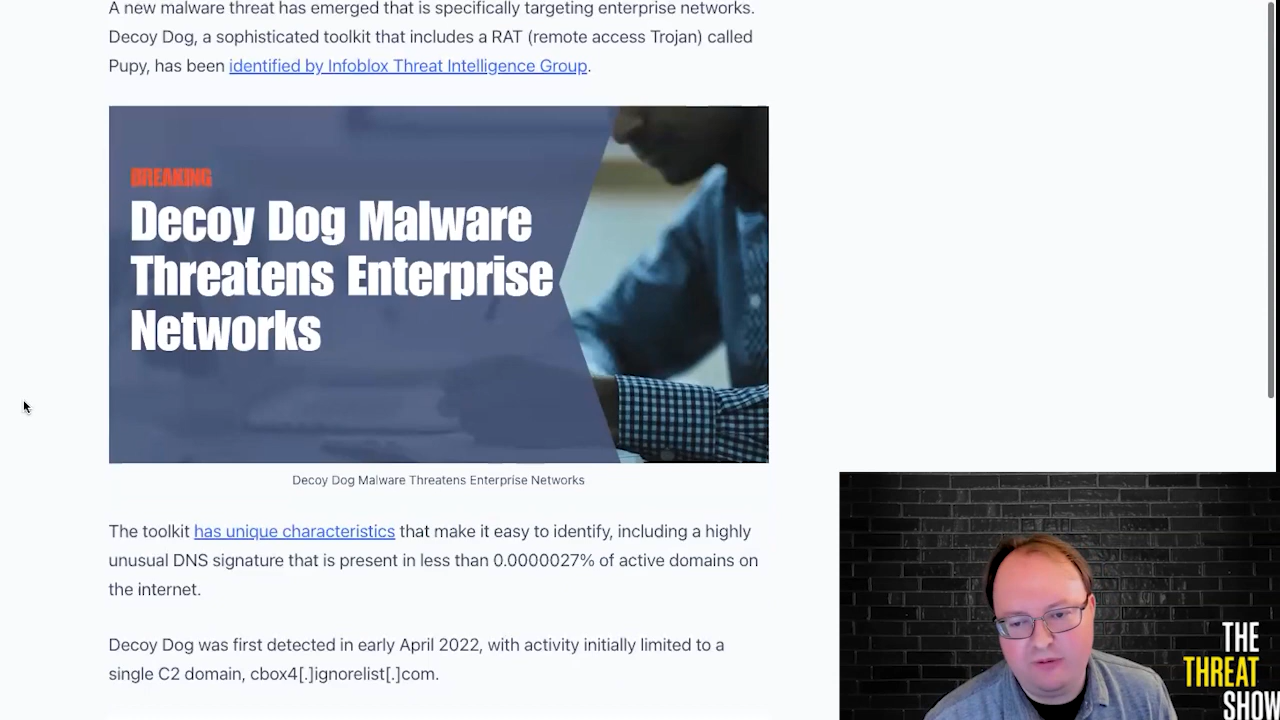 A new malware threat has emerged that is specifically targeting enterprise networks.
Decoy Dog, a sophisticated toolkit that includes a RAT (remote access Trojan) called
Pupy, has been identified by Infoblox Threat Intelligence Group.
BREAKING
Decoy Dog Malware
Threatens Enterprise
Networks
Decoy Dog Malware Threatens Enterprise Networks
The toolkit has unique characteristics that make it easy to identify, including a highly
unusual DNS signature that is present in less than 0.0000027% of active domains on
the internet.
Decoy Dog was first detected in early April 2022, with activity initially limited to a
single C2 domain, cbox4[.]ignorelist[.]com.
THE
THREAT
SHOW